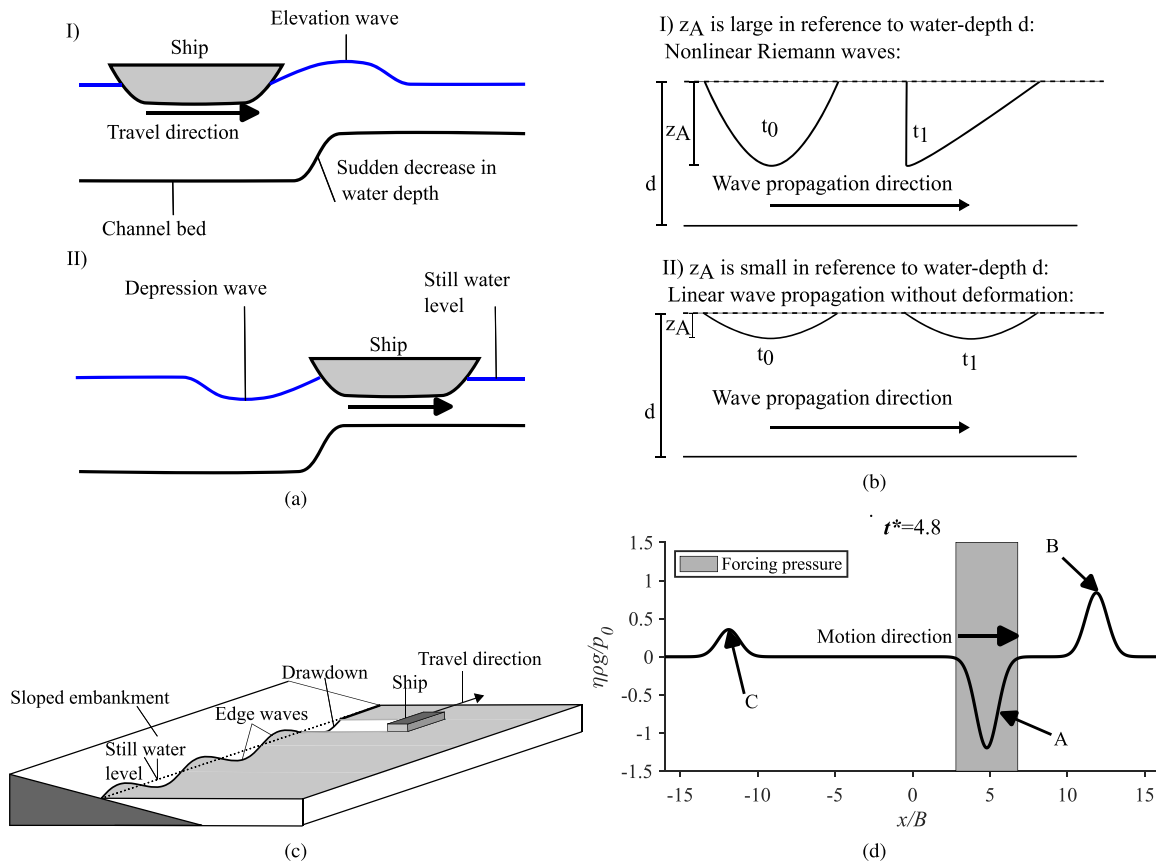 I)
Elevation wave
Ship
Travel direction
Sudden decrease in
water depth
Channel bed
II)
Depression wave
Still water
level
Ship
(a)
I) zA is large in reference to water-depth d:
Nonlinear Riemann waves:
zA
t0
t1
d
Wave propagation direction
II) zA is small in reference to water-depth d:
Linear wave propagation without deformation:
zA
t0
t1
d
Wave propagation direction
(b)
Drawdown
Travel direction
Ship
Sloped embankment
Edge waves
Still water
level
(c)
t*=4.8
1.5
1
0.5
0
-0.5
-1
-1.5
ηρg/p0
Forcing pressure
B
Motion direction
C
A
-15
-10
-5
0
5
10
15
x/B
(d)